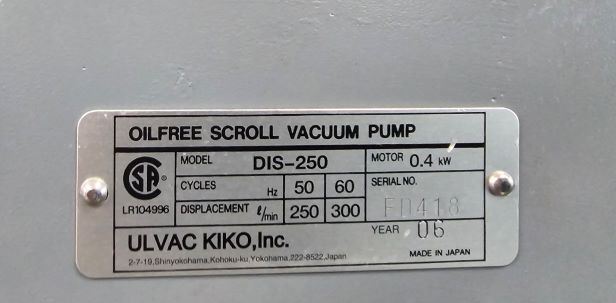 OILFREE SCROLL VACUUM PUMP
SA
LR104996
MODEL DIS-250 MOTOR 0.4 kW
CYCLES Hz 50 60 SERIAL NO.
DISPLACEMENT ℓ/min 250 300 FD418
YEAR 06
ULVAC KIKO,Inc.
2-7-19,Shinyokohama.Kohoku-ku,Yokohama,222-8522,Japan
MADE IN JAPAN